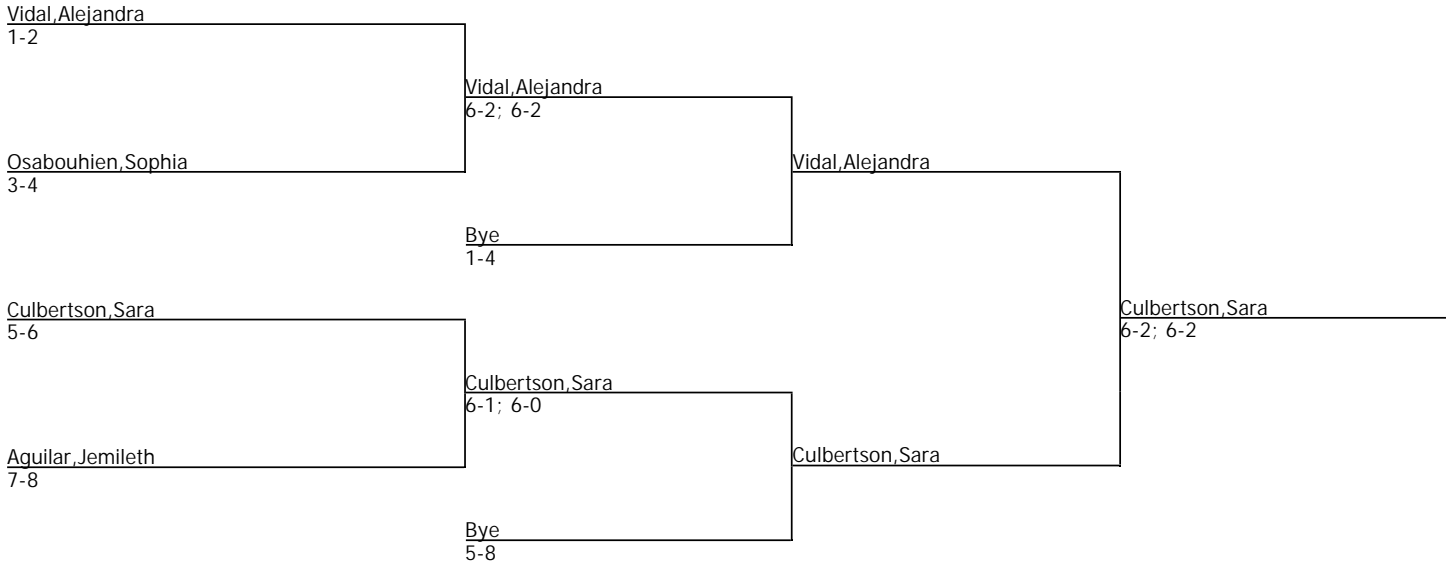 Vidal,Alejandra
1-2
Vidal,Alejandra
6-2; 6-2
Osabouhien,Sophia
3-4
Vidal,Alejandra
Bye
1-4
Culbertson,Sara
5-6
Culbertson,Sara
6-2; 6-2
Culbertson,Sara
6-1; 6-0
Aguilar,Jemileth
7-8
Culbertson,Sara
Bye
5-8